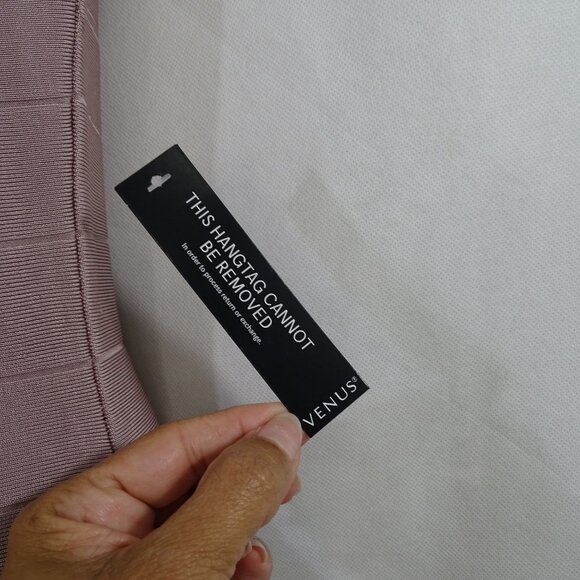 THIS HANGTAG CANNOT
BE REMOVED
In order to process return or exchange.
VENUS®